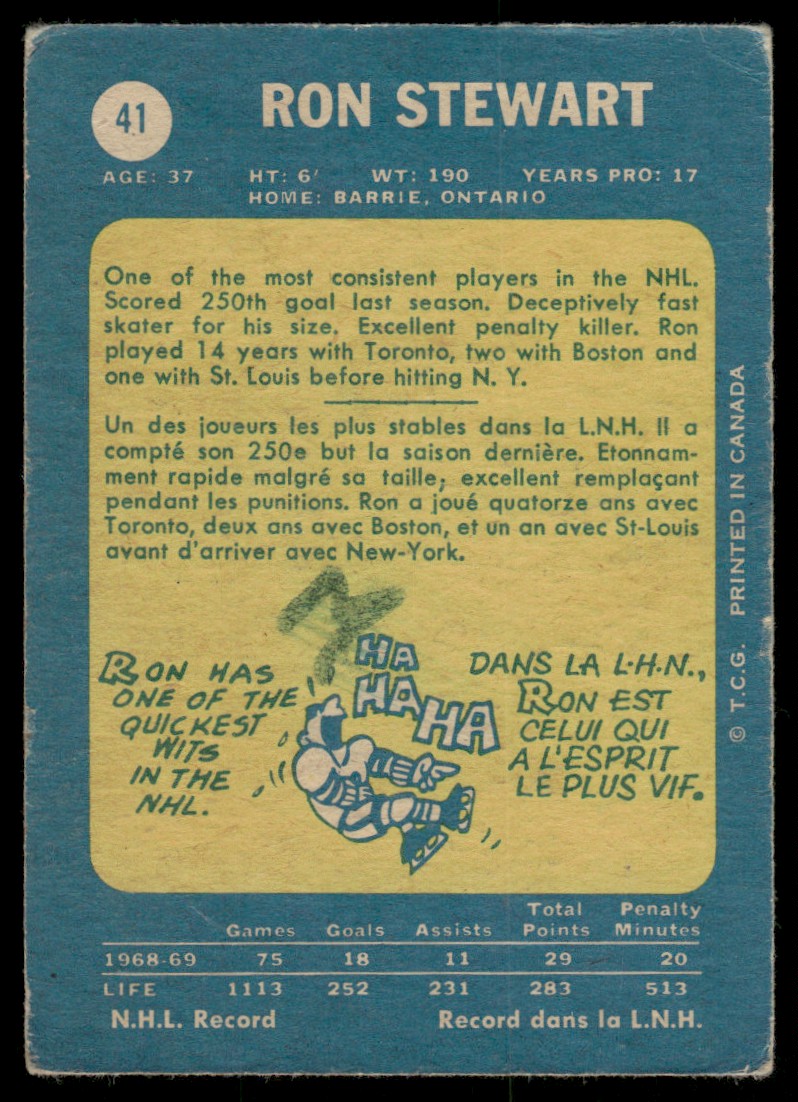 41
RON STEWART
AGE: 37 HT: 6' WT: 190 YEARS PRO: 17
HOME: BARRIE, ONTARIO
One of the most consistent players in the NHL.
Scored 250th goal last season. Deceptively fast
skater for his size. Excellent penalty killer. Ron
played 14 years with Toronto, two with Boston and
one with St. Louis before hitting N. Y.
Un des joueurs les plus stables dans la L.N.H. Il a
compté son 250e but la saison dernière. Etonnam-
ment rapide malgré sa taille; excellent remplaçant
pendant les punitions. Ron a joué quatorze ans avec
Toronto, deux ans avec Boston, et un an avec St-Louis
avant d'arriver avec New-York.
RON HAS
ONE OF THE
QUICKEST
WITS
IN THE
NHL.
HA
HA HA
DANS LA L.H.N.,
RON EST
CELUI QUI
A L'ESPRIT
LE PLUS VIF.
© T.C.G. PRINTED IN CANADA
Games Goals Assists Total Points Penalty Minutes
1968-69 75 18 11 29 20
LIFE 1113 252 231 283 513
N.H.L. Record Record dans la L.N.H.